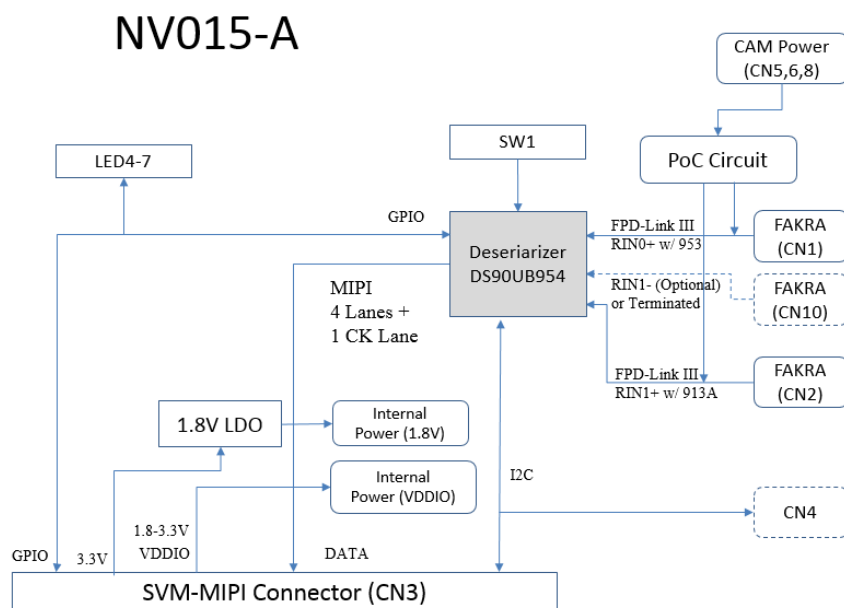 NV015-A
CAM Power
(CN5,6,8)
LED4-7
SW1
PoC Circuit
GPIO
Deseriarizer
DS90UB954
FPD-Link III
RIN0+ w/ 953
FAKRA
(CN1)
MIPI
4 Lanes +
1 CK Lane
RIN1- (Optional)
or Terminated
FAKRA
(CN10)
FPD-Link III
RIN1+ w/ 913A
FAKRA
(CN2)
1.8V LDO
Internal
Power (1.8V)
Internal
Power (VDDIO)
I2C
CN4
GPIO
3.3V
1.8-3.3V
VDDIO
DATA
SVM-MIPI Connector (CN3)